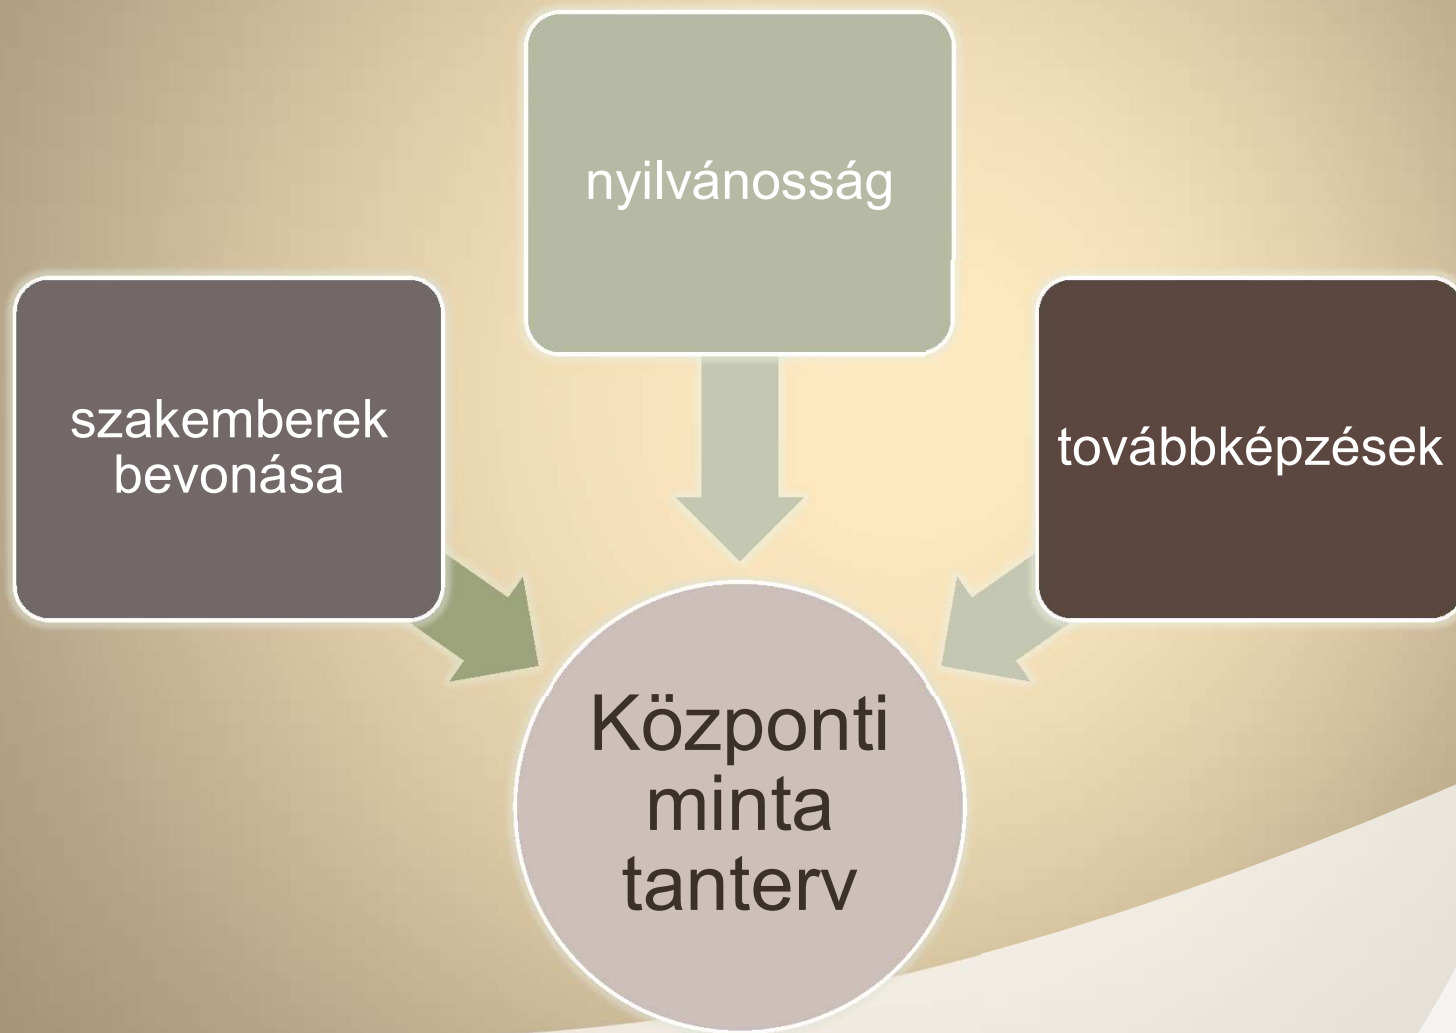 nyilvánosság
szakemberek
bevonása
továbbképzések
Központi
minta
tanterv